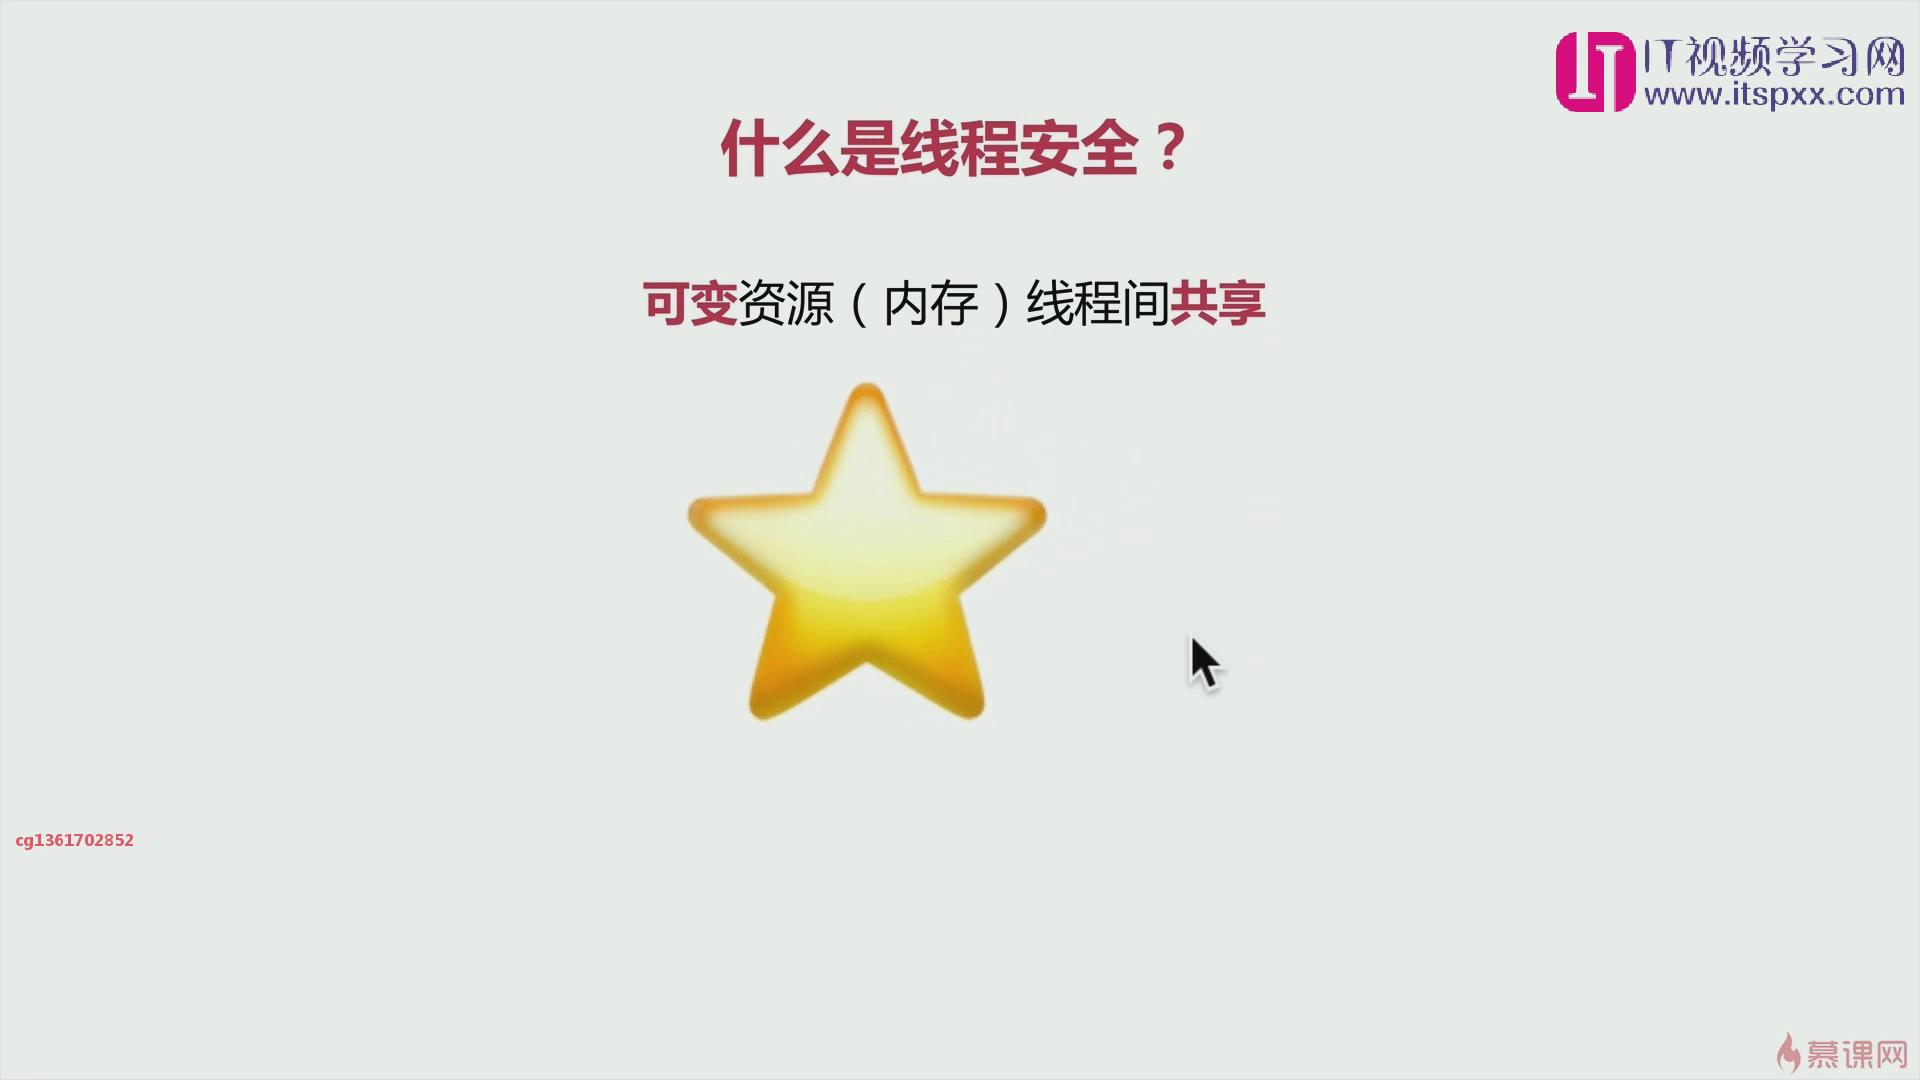 IT视频学习网
www.itspxx.com
什么是线程安全？
可变资源（内存）线程间共享
cg1361702852
慕课网